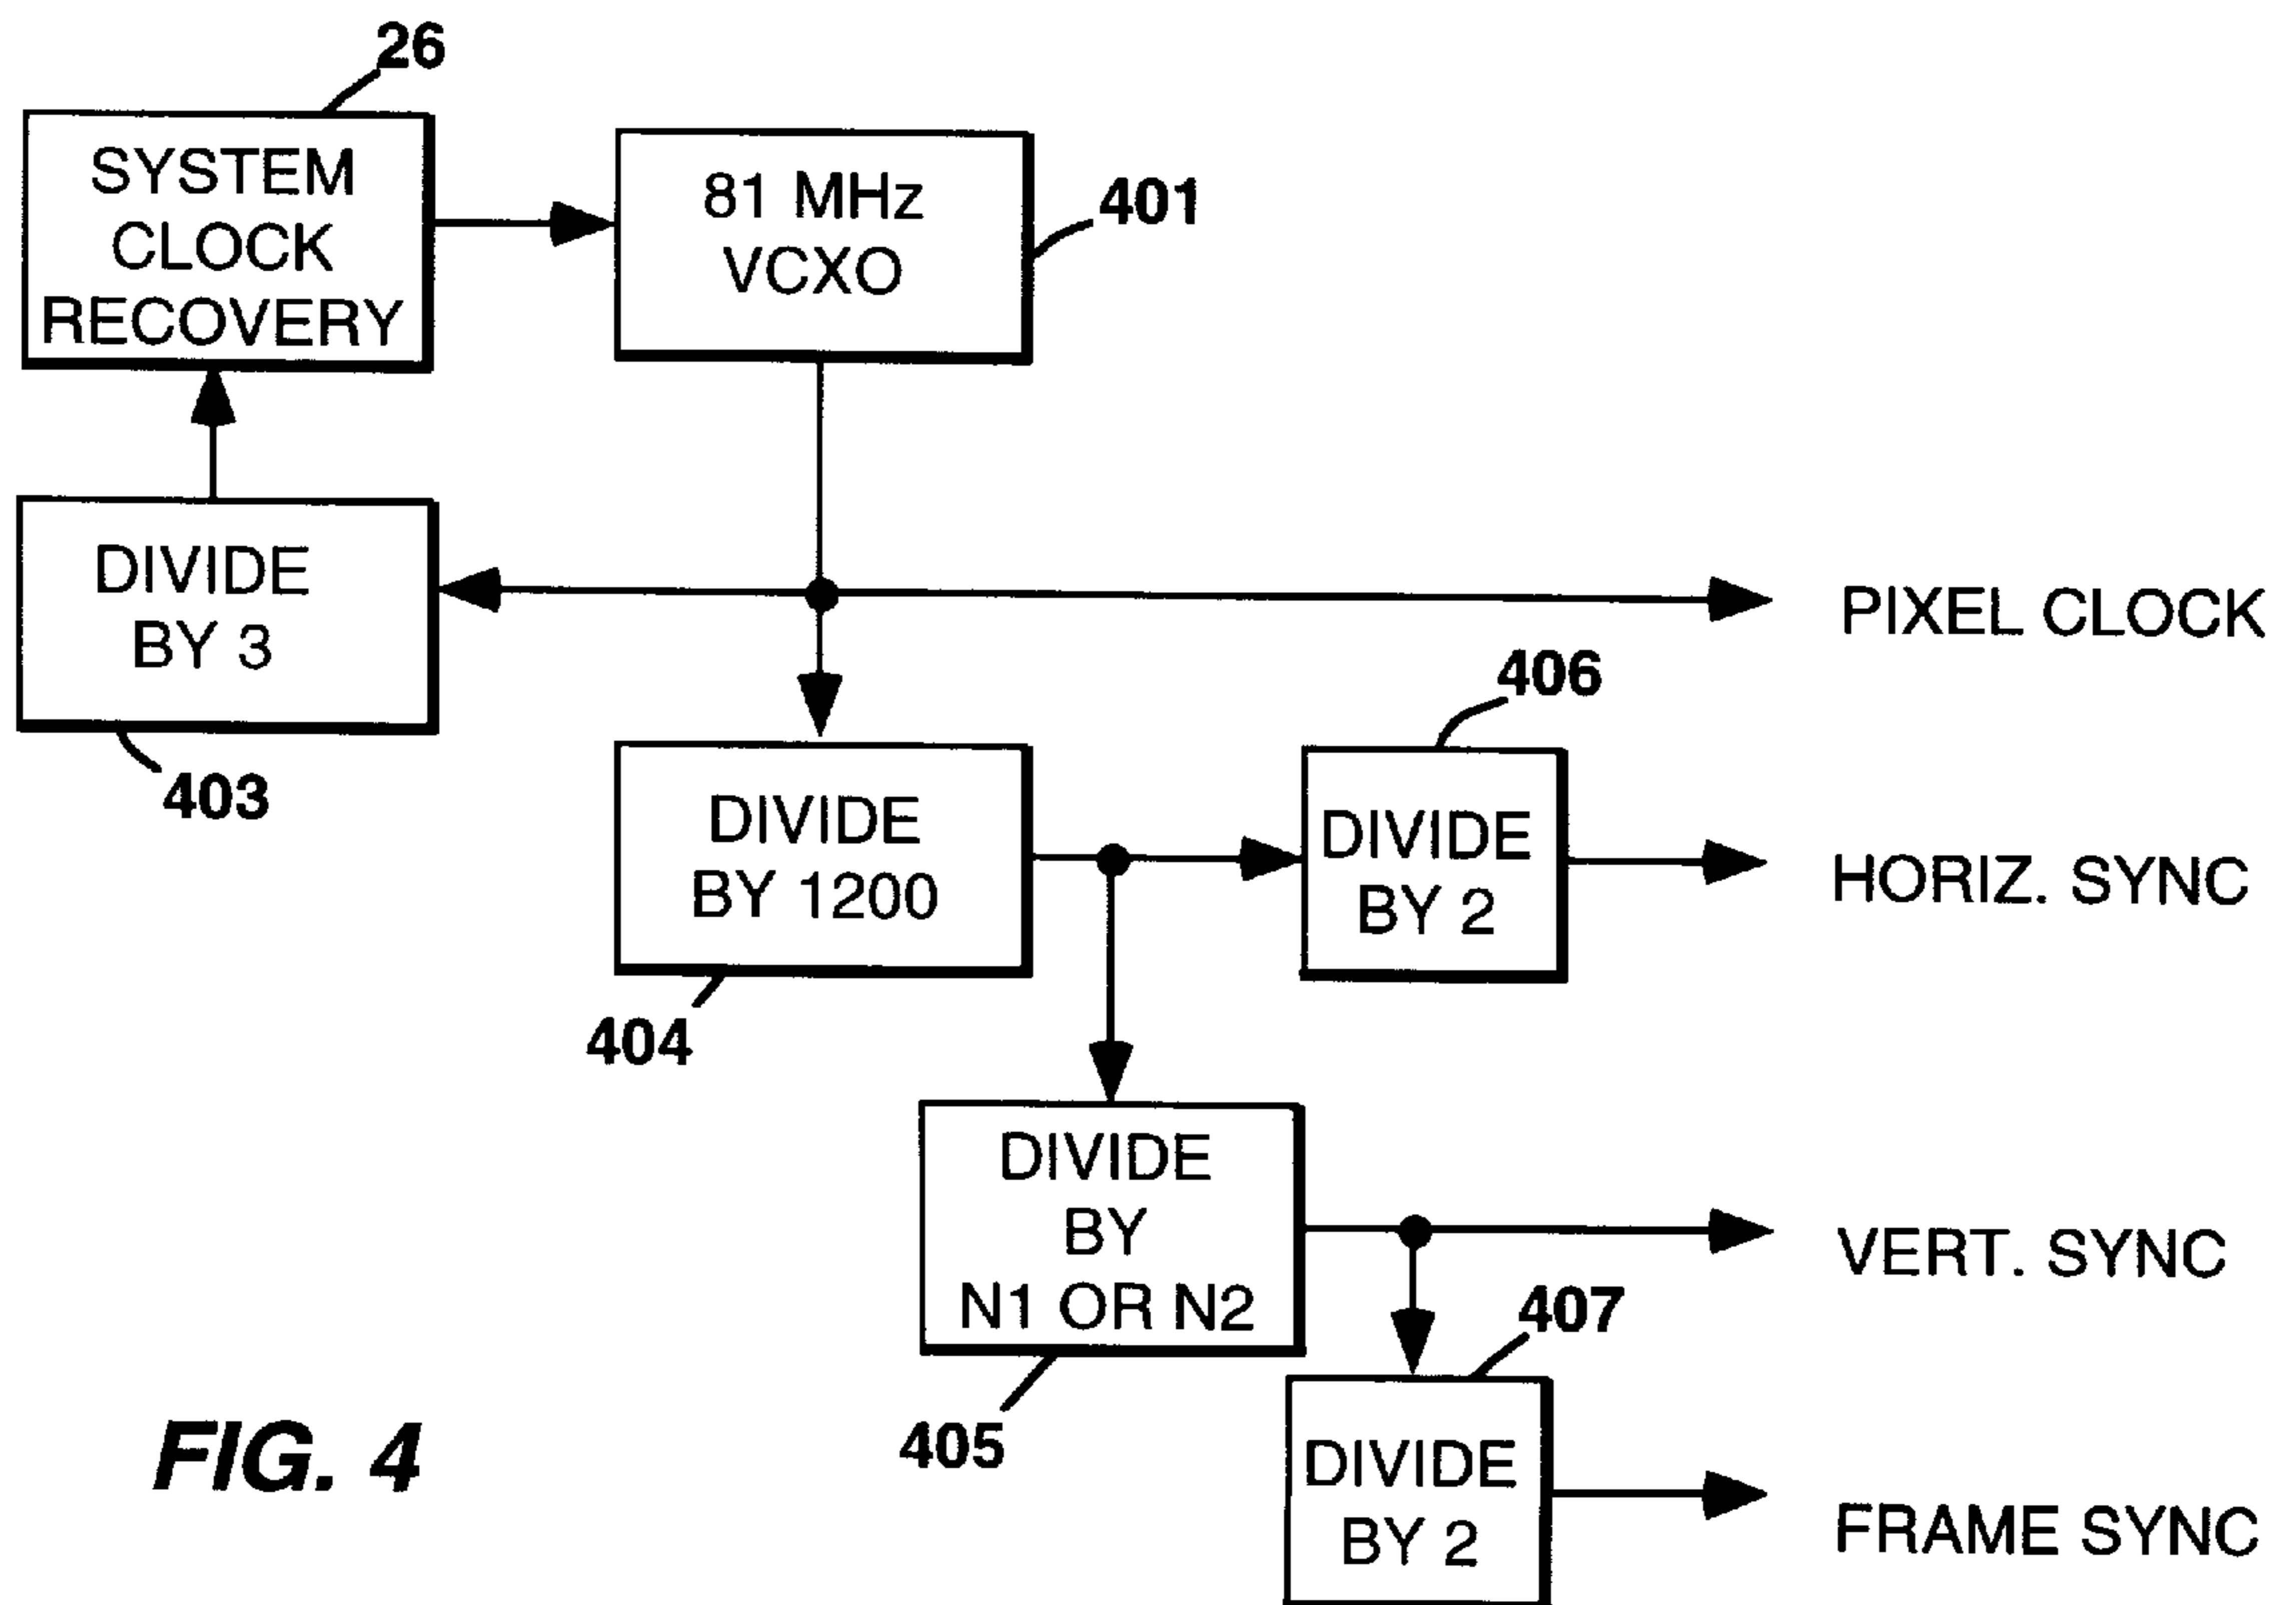 26
SYSTEM
CLOCK
RECOVERY
81 MHz
VCXO
401
DIVIDE
BY 3
403
PIXEL CLOCK
406
DIVIDE
BY 1200
404
DIVIDE
BY 2
HORIZ. SYNC
DIVIDE
BY
N1 OR N2
405
VERT. SYNC
407
DIVIDE
BY 2
FRAME SYNC
FIG. 4